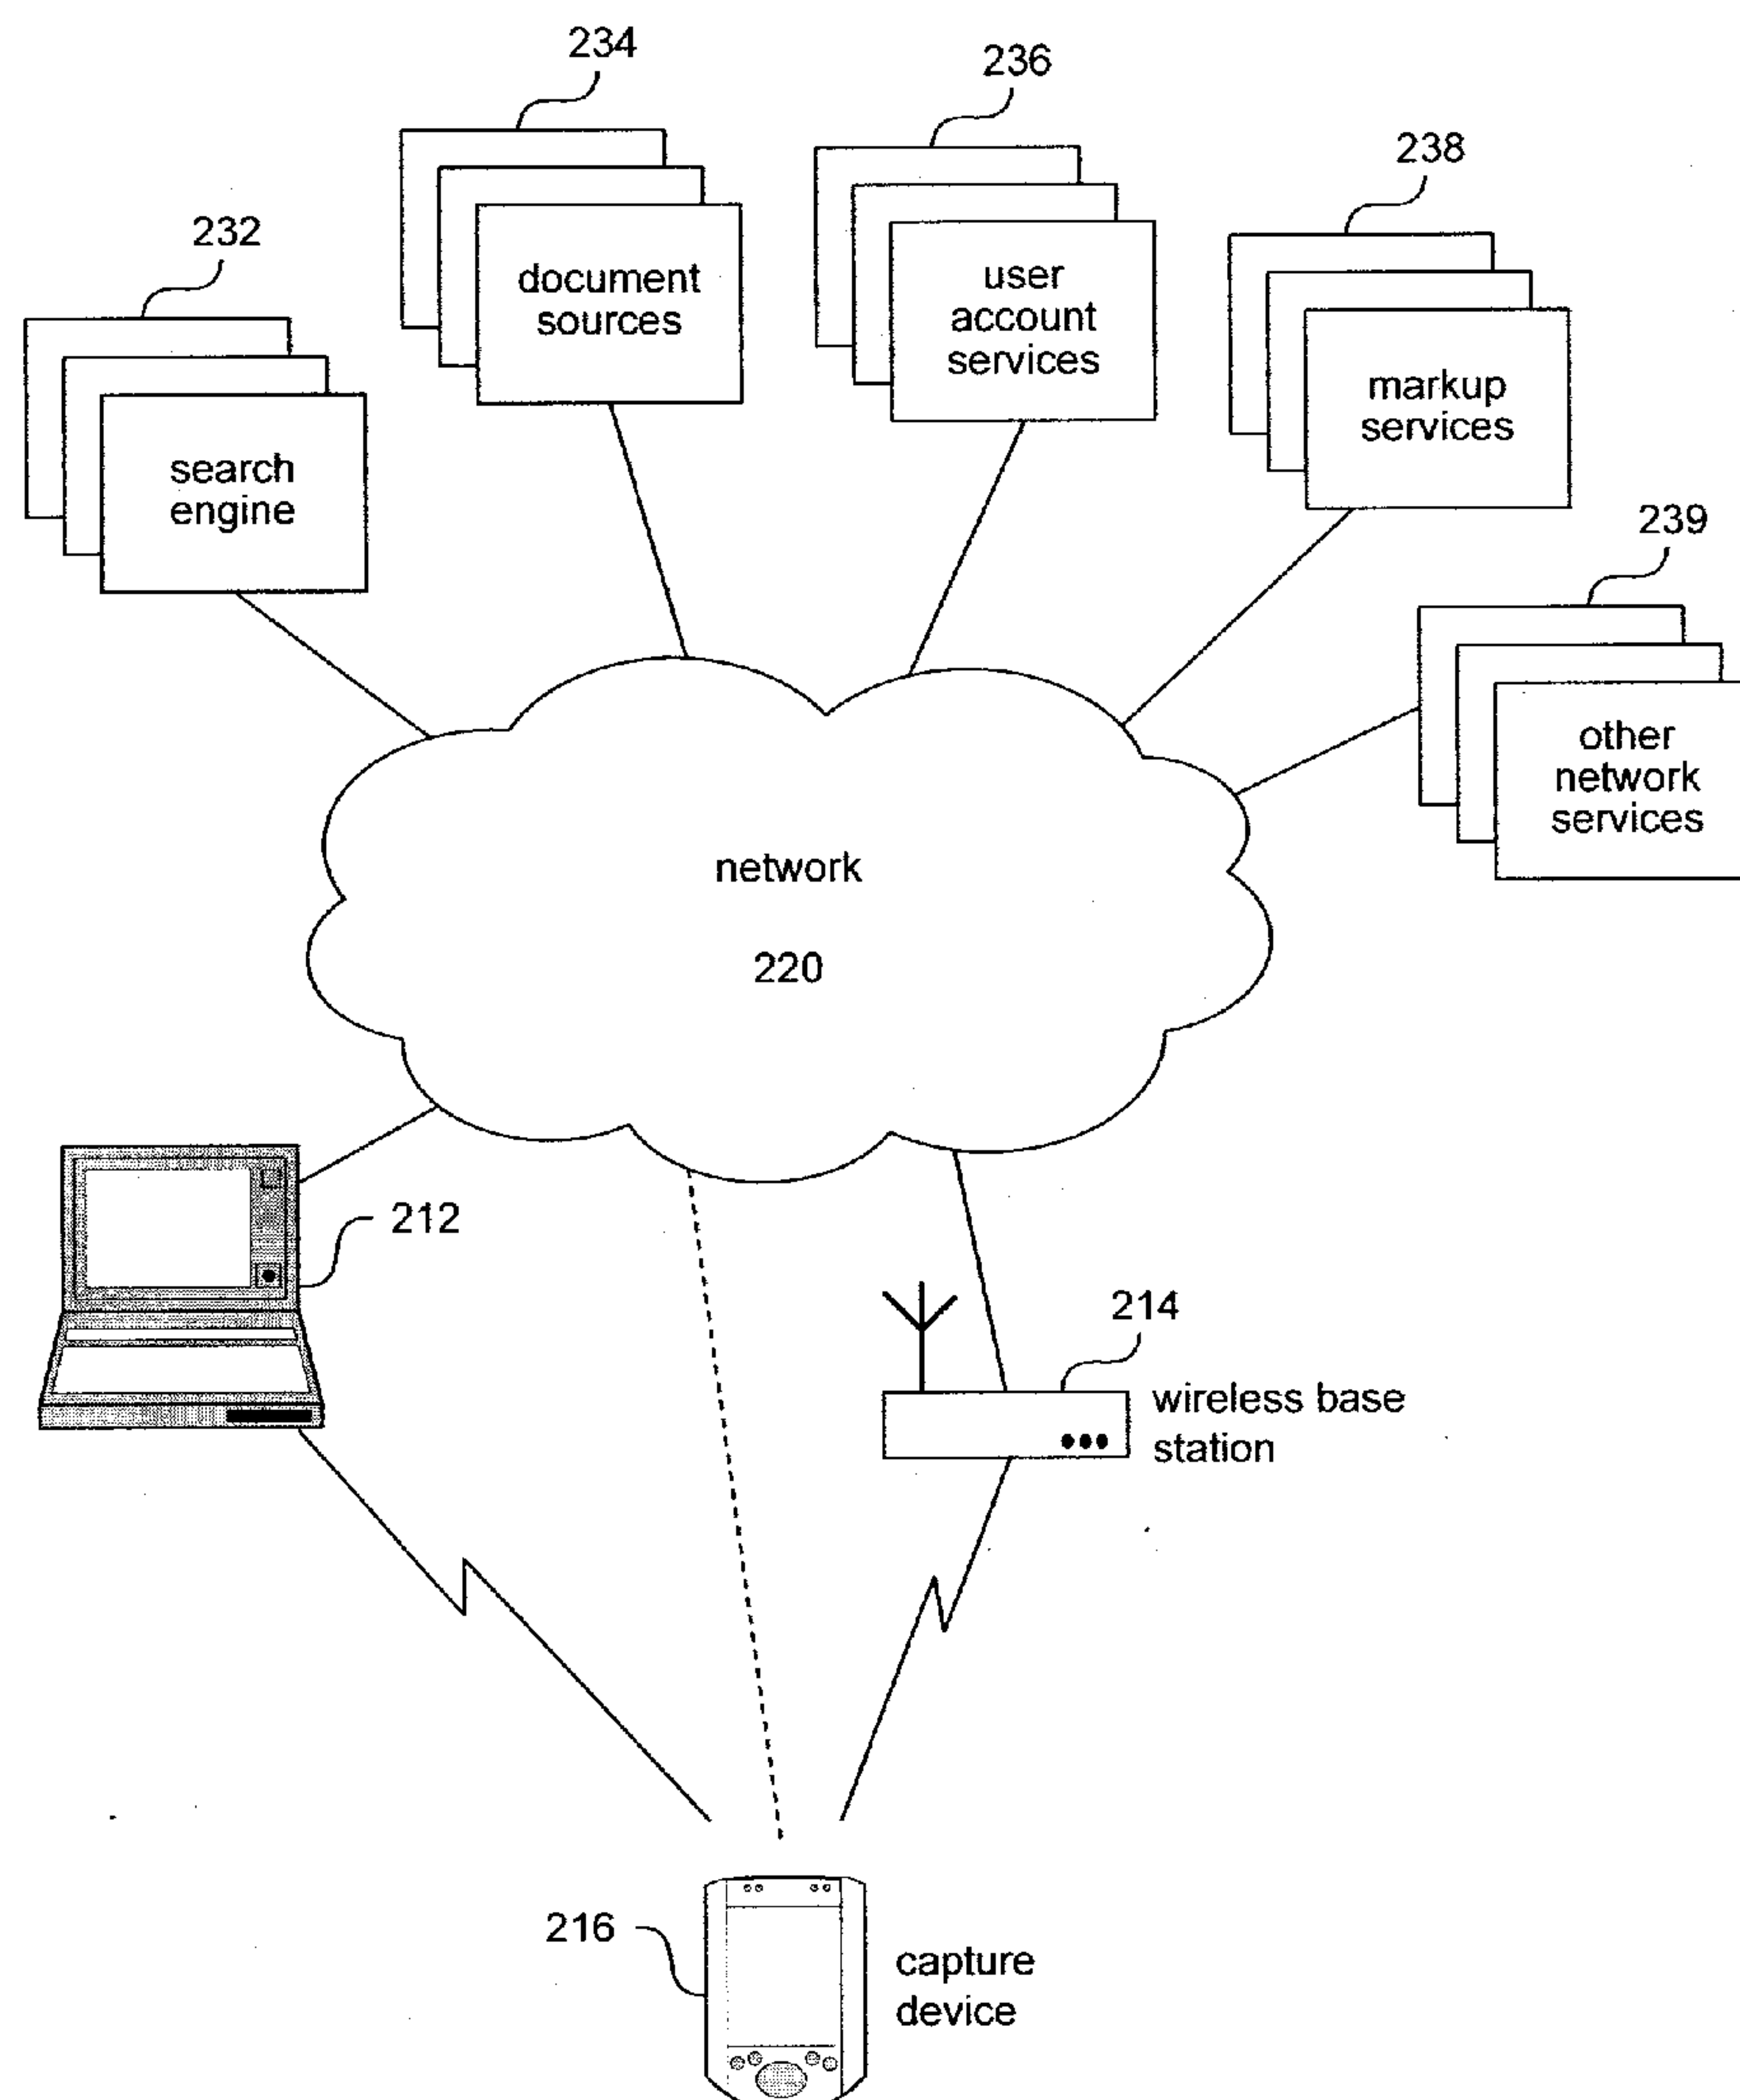 234
236
238
232
document
sources
user
account
services
markup
services
search
engine
239
other
network
services
network
220
212
214
wireless base
station
216
capture
device